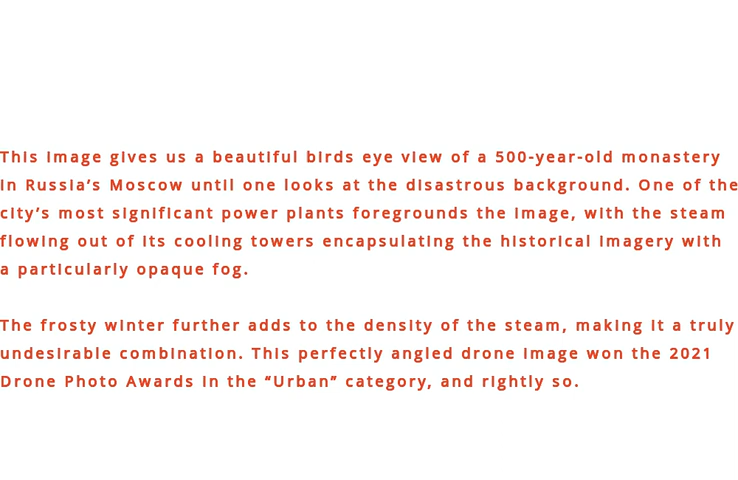 This image gives us a beautiful birds eye view of a 500-year-old monastery
in Russia’s Moscow until one looks at the disastrous background. One of the
city’s most significant power plants foregrounds the image, with the steam
flowing out of its cooling towers encapsulating the historical imagery with
a particularly opaque fog.
The frosty winter further adds to the density of the steam, making it a truly
undesirable combination. This perfectly angled drone image won the 2021
Drone Photo Awards in the “Urban” category, and rightly so.